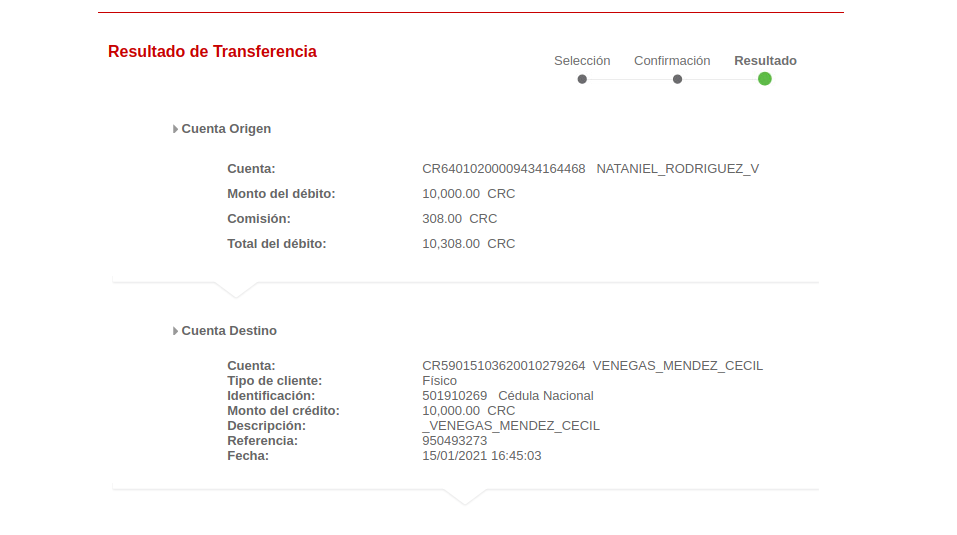 Resultado de Transferencia
Selección Confirmación Resultado
Cuenta Origen
Cuenta: CR64010200009434164468 NATANIEL_RODRIGUEZ_V
Monto del débito: 10,000.00 CRC
Comisión: 308.00 CRC
Total del débito: 10,308.00 CRC
Cuenta Destino
Cuenta: CR59015103620010279264 VENEGAS_MENDEZ_CECIL
Tipo de cliente: Físico
Identificación: 501910269 Cédula Nacional
Monto del crédito: 10,000.00 CRC
Descripción: _VENEGAS_MENDEZ_CECIL
Referencia: 950493273
Fecha: 15/01/2021 16:45:03